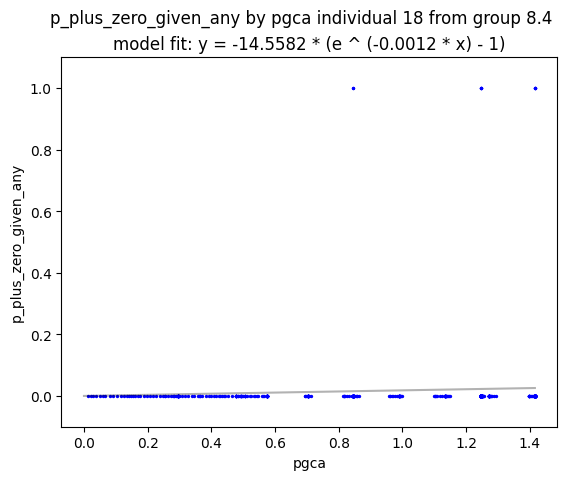 p_plus_zero_given_any by pgca individual 18 from group 8.4
model fit: y = -14.5582 * (e ^ (-0.0012 * x) - 1)
1.0
0.8
0.6
0.4
0.2
0.0
p_plus_zero_given_any
0.0 0.2 0.4 0.6 0.8 1.0 1.2 1.4
pgca